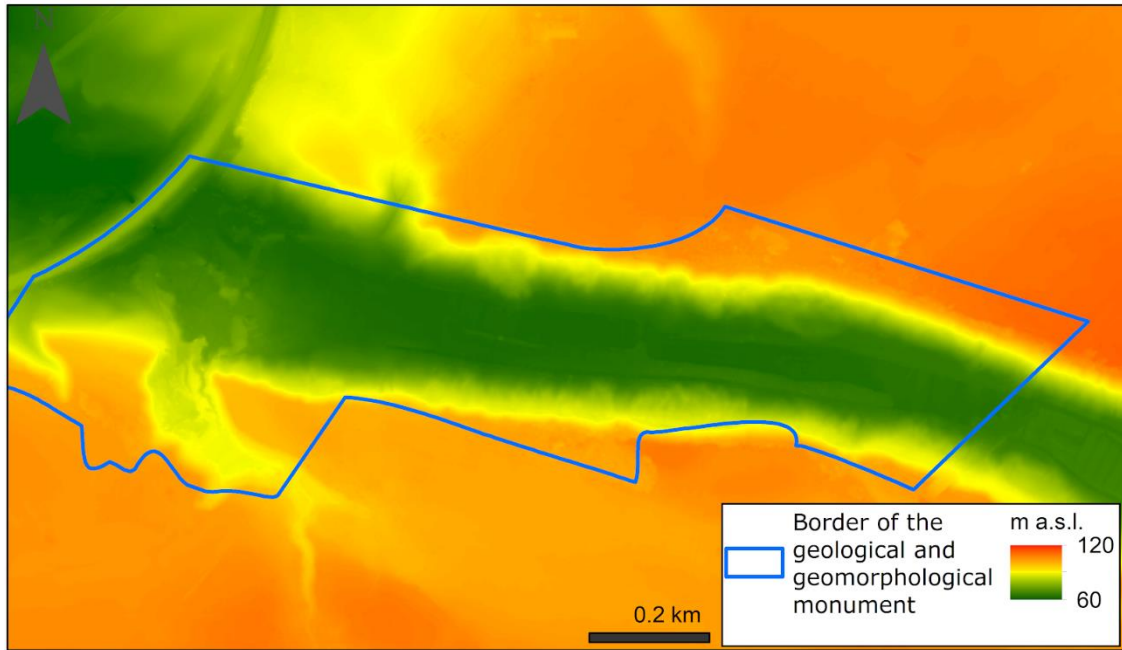 N
0.2 km
Border of the
geological and
geomorphological
monument
m a.s.l.
120
60